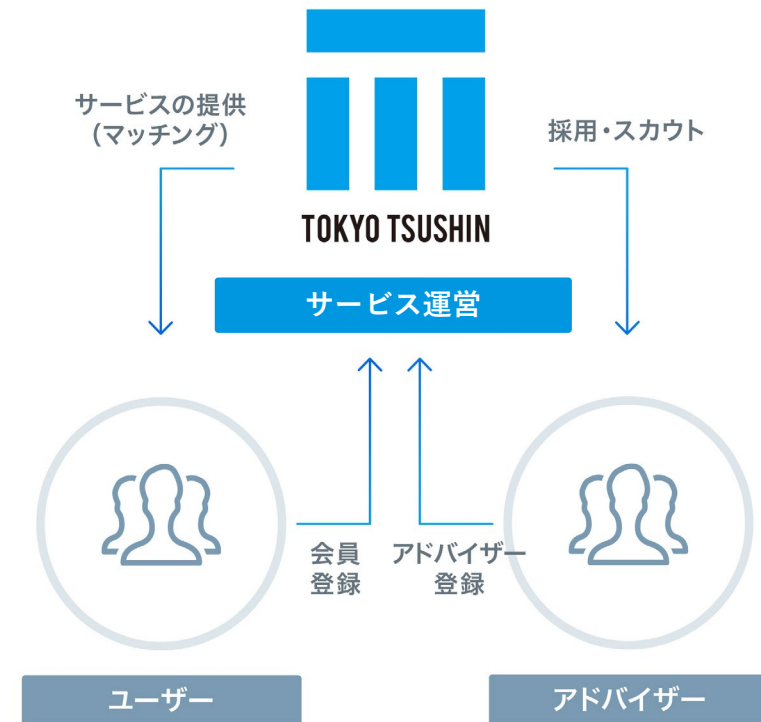 サービスの提供
(マッチング)
採用・スカウト
TOKYO TSUSHIN
サービス運営
会員
登録
アドバイザー
登録
ユーザー
アドバイザー